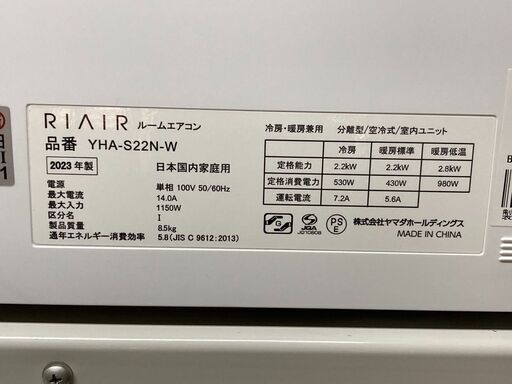 RIAIR ルームエアコン
品番 YHA-S22N-W
2023年製 日本国内家庭用
電源 単相 100V 50/60Hz
最大電流 14.0A
最大入力 1150W
区分名 I
製品質量 8.5kg
通年エネルギー消費効率 5.8(JIS C 9612:2013)
冷房・暖房兼用 分離型/空冷式/室内ユニット
冷房 暖房標準 暖房低温
定格能力 2.2kW 2.2kW 2.8kW
定格消費電力 530W 430W 980W
運転電流 7.2A 5.6A
G JQA JQ10608 PS E 株式会社ヤマダホールディングス
MADE IN CHINA